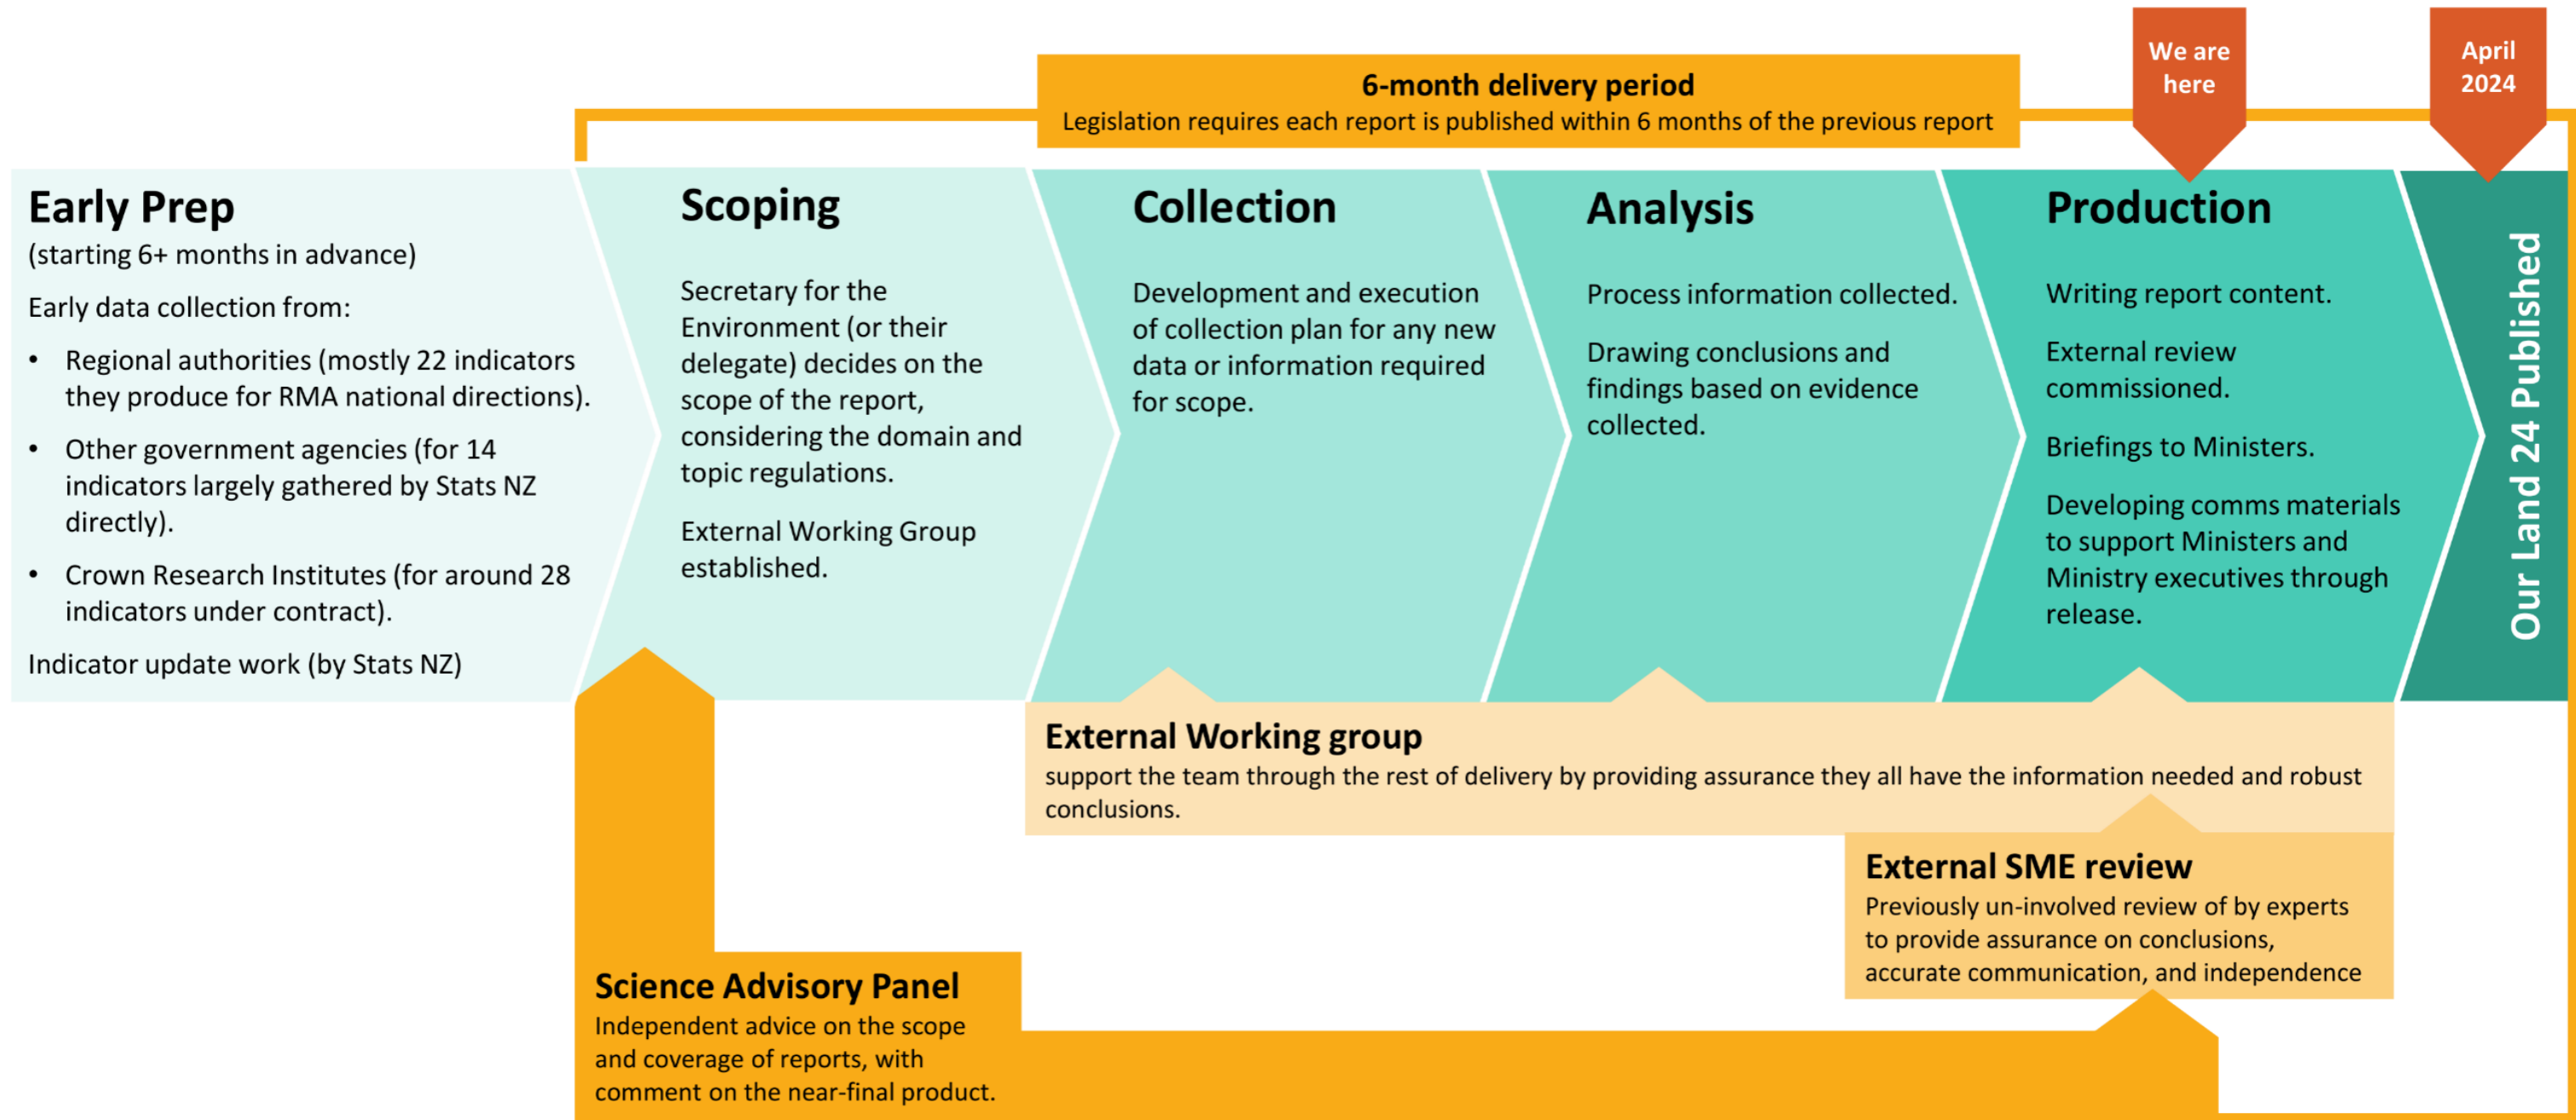 6-month delivery period
Legislation requires each report is published within 6 months of the previous report
We are
here
April
2024
Early Prep
(starting 6+ months in advance)
Early data collection from:
• Regional authorities (mostly 22 indicators
they produce for RMA national directions).
• Other government agencies (for 14
indicators largely gathered by Stats NZ
directly).
• Crown Research Institutes (for around 28
indicators under contract).
Indicator update work (by Stats NZ)
Scoping
Secretary for the
Environment (or their
delegate) decides on the
scope of the report,
considering the domain and
topic regulations.
External Working Group
established.
Collection
Development and execution
of collection plan for any new
data or information required
for scope.
Analysis
Process information collected.
Drawing conclusions and
findings based on evidence
collected.
Production
Writing report content.
External review
commissioned.
Briefings to Ministers.
Developing comms materials
to support Ministers and
Ministry executives through
release.
Our Land 24 Published
External Working group
support the team through the rest of delivery by providing assurance they all have the information needed and robust
conclusions.
External SME review
Previously un-involved review of by experts
to provide assurance on conclusions,
accurate communication, and independence
Science Advisory Panel
Independent advice on the scope
and coverage of reports, with
comment on the near-final product.